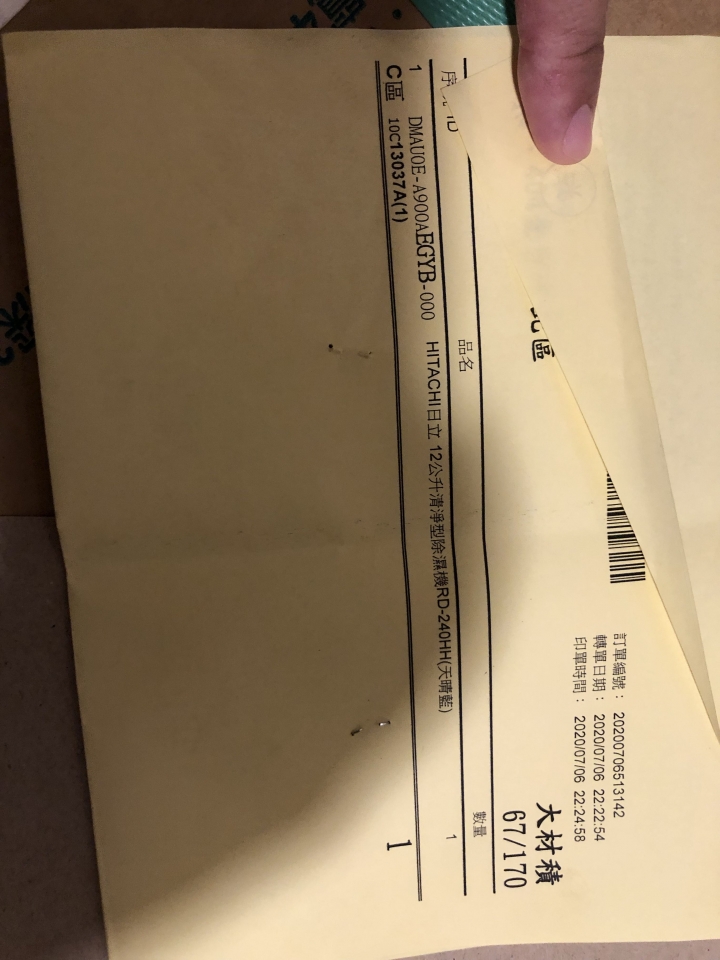 訂單編號： 20200706513142
轉單日期： 2020/07/06 22:22:54
印單時間： 2020/07/06 22:24:58
大材積
區
67/170
序 ID 品名 數量
1 DMAU0E-A900AEGYB-000 HITACHI日立 12公升清淨型除濕機RD-240HH(天晴藍) 1
C區 10C13037A(1) 1